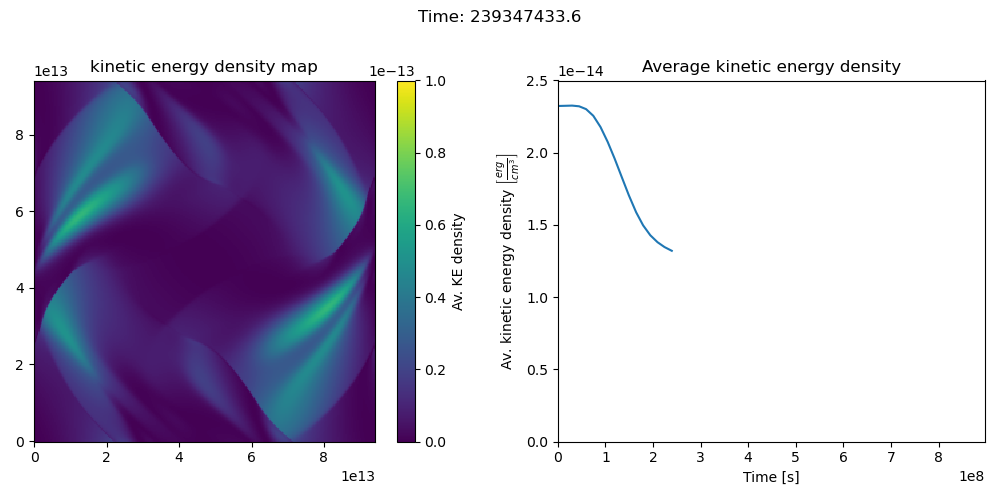 Time: 239347433.6
kinetic energy density map
1e13
1e−13
8
6
4
2
0
0 2 4 6 8
1e13
1.0
0.8
0.6
0.4
0.2
0.0
Av. KE density
Average kinetic energy density
1e−14
2.5
2.0
1.5
1.0
0.5
0.0
Av. kinetic energy density [erg/cm³]
0 1 2 3 4 5 6 7 8
Time [s]
1e8